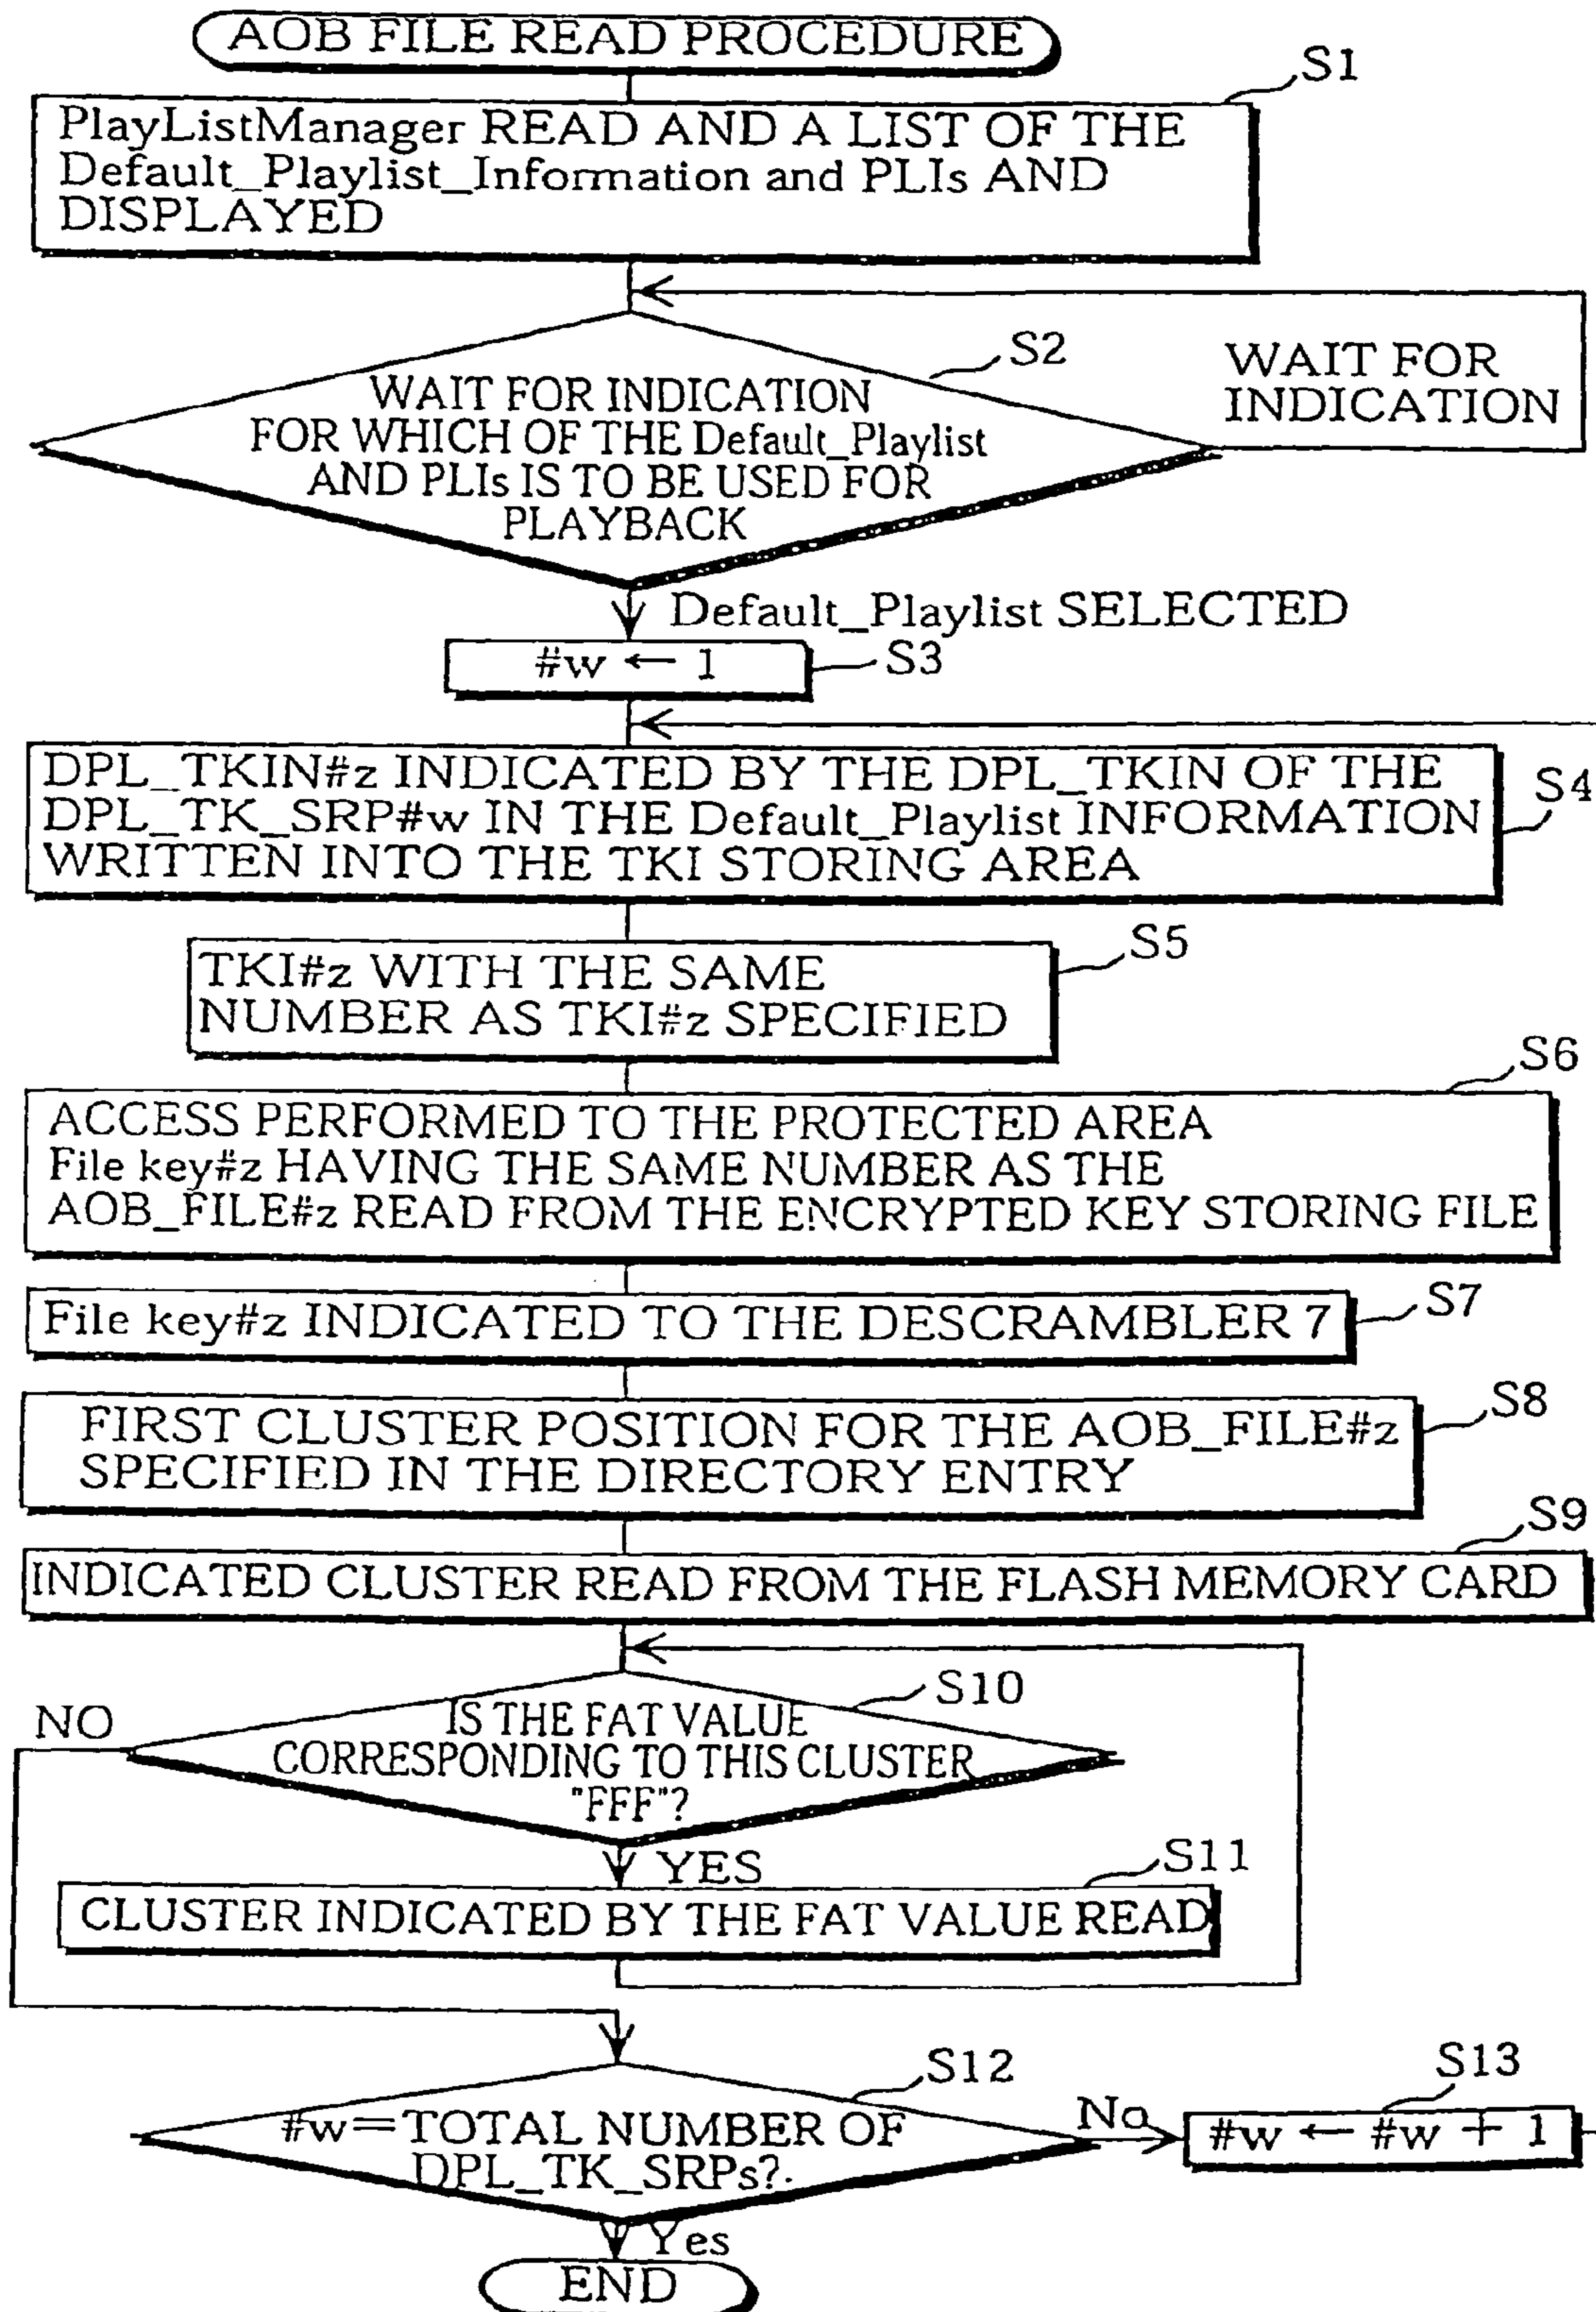 AOB FILE READ PROCEDURE
S1
PlayListManager READ AND A LIST OF THE
Default_Playlist_Information and PLIs AND
DISPLAYED
S2
WAIT FOR
INDICATION
WAIT FOR INDICATION
FOR WHICH OF THE Default_Playlist
AND PLIs IS TO BE USED FOR
PLAYBACK
Default_Playlist SELECTED
#w ← 1
S3
DPL_TKIN#z INDICATED BY THE DPL_TKIN OF THE
DPL_TK_SRP#w IN THE Default_Playlist INFORMATION
WRITTEN INTO THE TKI STORING AREA
S4
S5
TKI#z WITH THE SAME
NUMBER AS TKI#z SPECIFIED
S6
ACCESS PERFORMED TO THE PROTECTED AREA
File key#z HAVING THE SAME NUMBER AS THE
AOB_FILE#z READ FROM THE ENCRYPTED KEY STORING FILE
File key#z INDICATED TO THE DESCRAMBLER 7
S7
FIRST CLUSTER POSITION FOR THE AOB_FILE#z
SPECIFIED IN THE DIRECTORY ENTRY
S8
S9
INDICATED CLUSTER READ FROM THE FLASH MEMORY CARD
S10
NO
IS THE FAT VALUE
CORRESPONDING TO THIS CLUSTER
"FFF"?
YES
S11
CLUSTER INDICATED BY THE FAT VALUE READ
S12
#w=TOTAL NUMBER OF
DPL_TK_SRPs?
No
S13
#w ← #w + 1
Yes
END